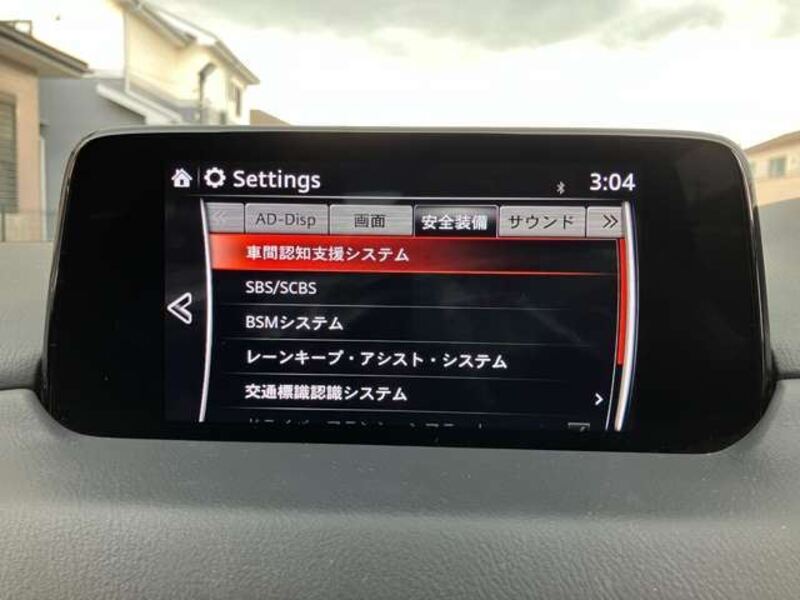 Settings 3:04
AD-Disp 画面 安全装備 サウンド
車間認知支援システム
SBS/SCBS
BSMシステム
レーンキープ・アシスト・システム
交通標識認識システム